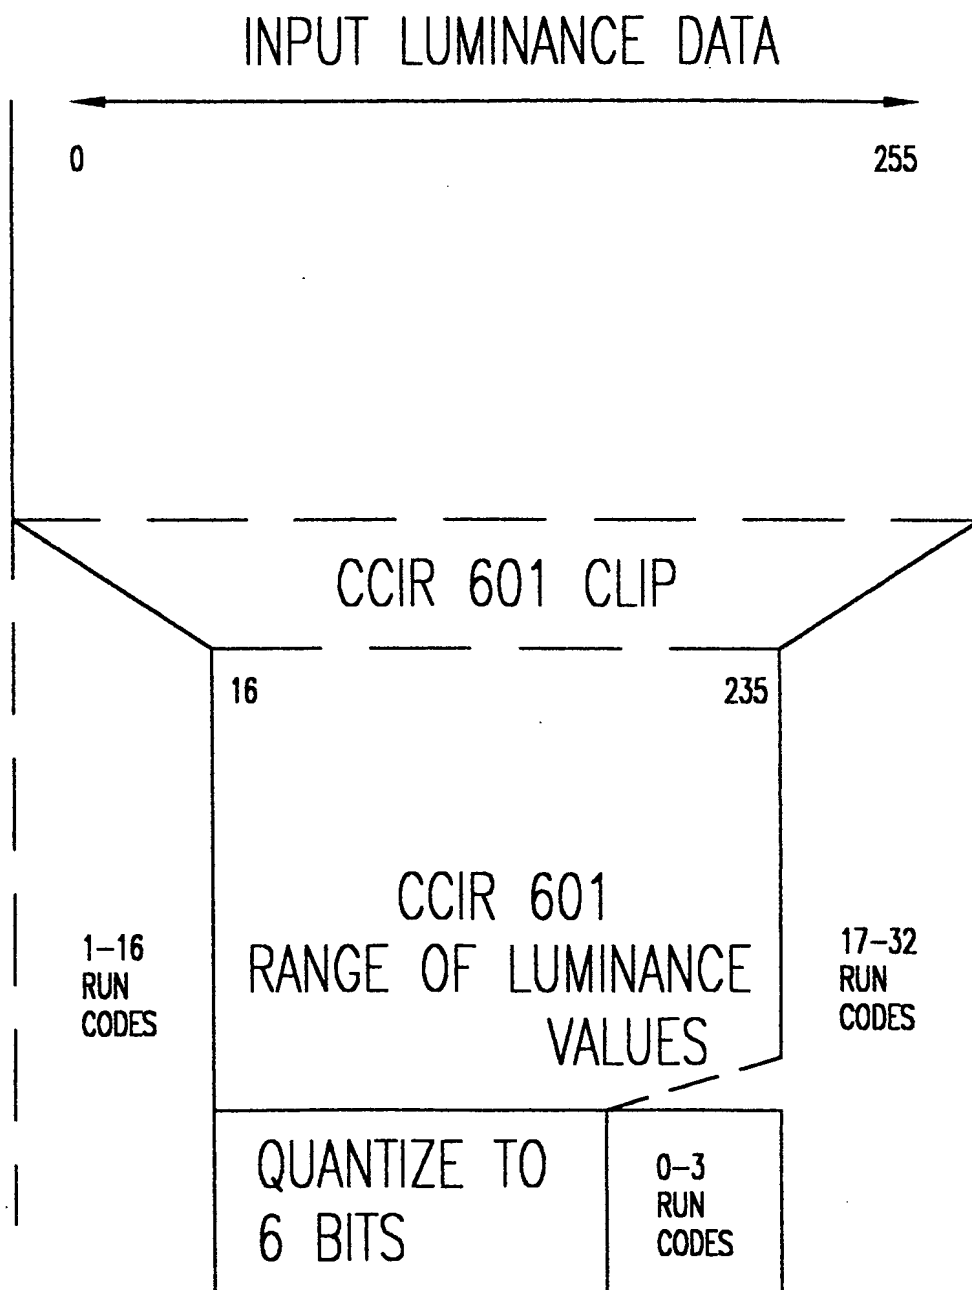 INPUT LUMINANCE DATA
0 255
CCIR 601 CLIP
16 235
CCIR 601
RANGE OF LUMINANCE
VALUES
1-16
RUN
CODES
17-32
RUN
CODES
QUANTIZE TO
6 BITS
0-3
RUN
CODES